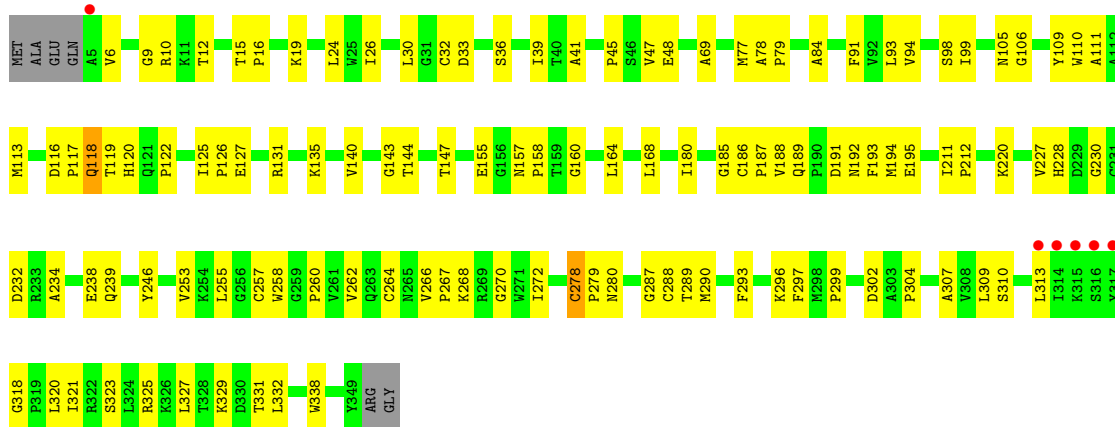 MET ALA GLU GLN A5 V6 G9 R10 K11 T12 T15 P16 K19 L24 W25 I26 L30 G31 C32 D33 S36 I39 T40 A41 P45 S46 V47 E48 A69 M77 A78 P79 A84 F91 V92 L93 V94 S98 I99 N105 G106 Y109 W110 A111 A112
M113 D116 P117 Q118 T119 H120 Q121 P122 I125 P126 E127 R131 K135 V140 G143 T144 T147 E155 G156 N157 P158 T159 G160 L164 L168 I180 G185 C186 P187 V188 Q189 P190 D191 N192 F193 M194 E195 I211 P212 K220 V227 H228 D229 G230 G231
D232 R233 A234 E238 Q239 Y246 V253 K254 L255 G256 C257 W258 G259 P260 V261 V262 Q263 C264 N265 V266 P267 K268 R269 G270 W271 I272 C278 P279 N280 G287 C288 T289 M290 F293 K296 F297 M298 P299 D302 A303 P304 A307 V308 L309 S310 L313 I314 K315 S316 Y317
G318 P319 L320 I321 R322 S323 L324 R325 K326 L327 T328 K329 D330 T331 L332 W338 Y349 ARG GLY